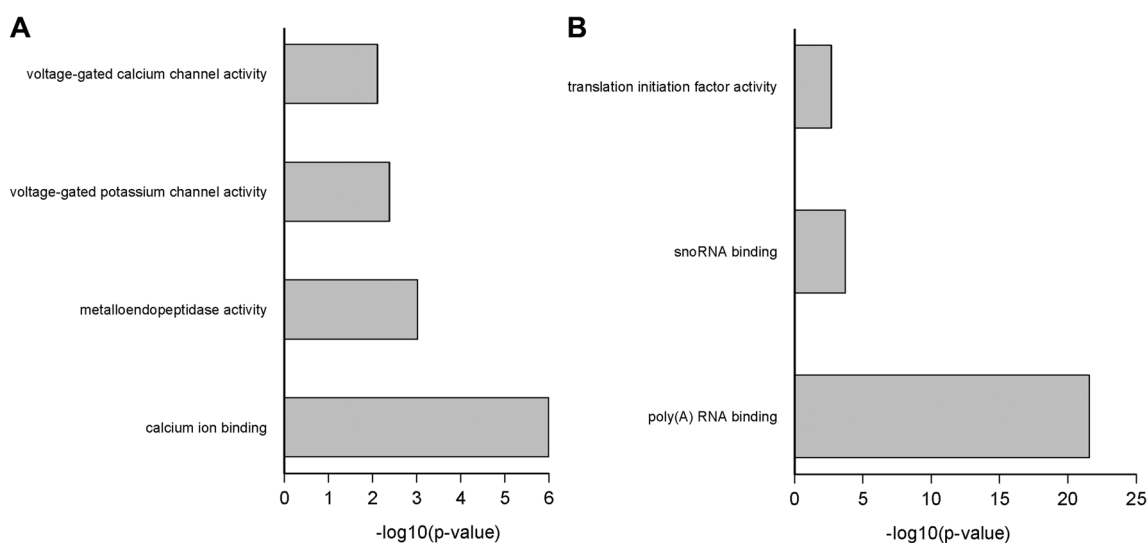 A
voltage-gated calcium channel activity
voltage-gated potassium channel activity
metalloendopeptidase activity
calcium ion binding
0 1 2 3 4 5 6
-log10(p-value)
B
translation initiation factor activity
snoRNA binding
poly(A) RNA binding
0 5 10 15 20 25
-log10(p-value)